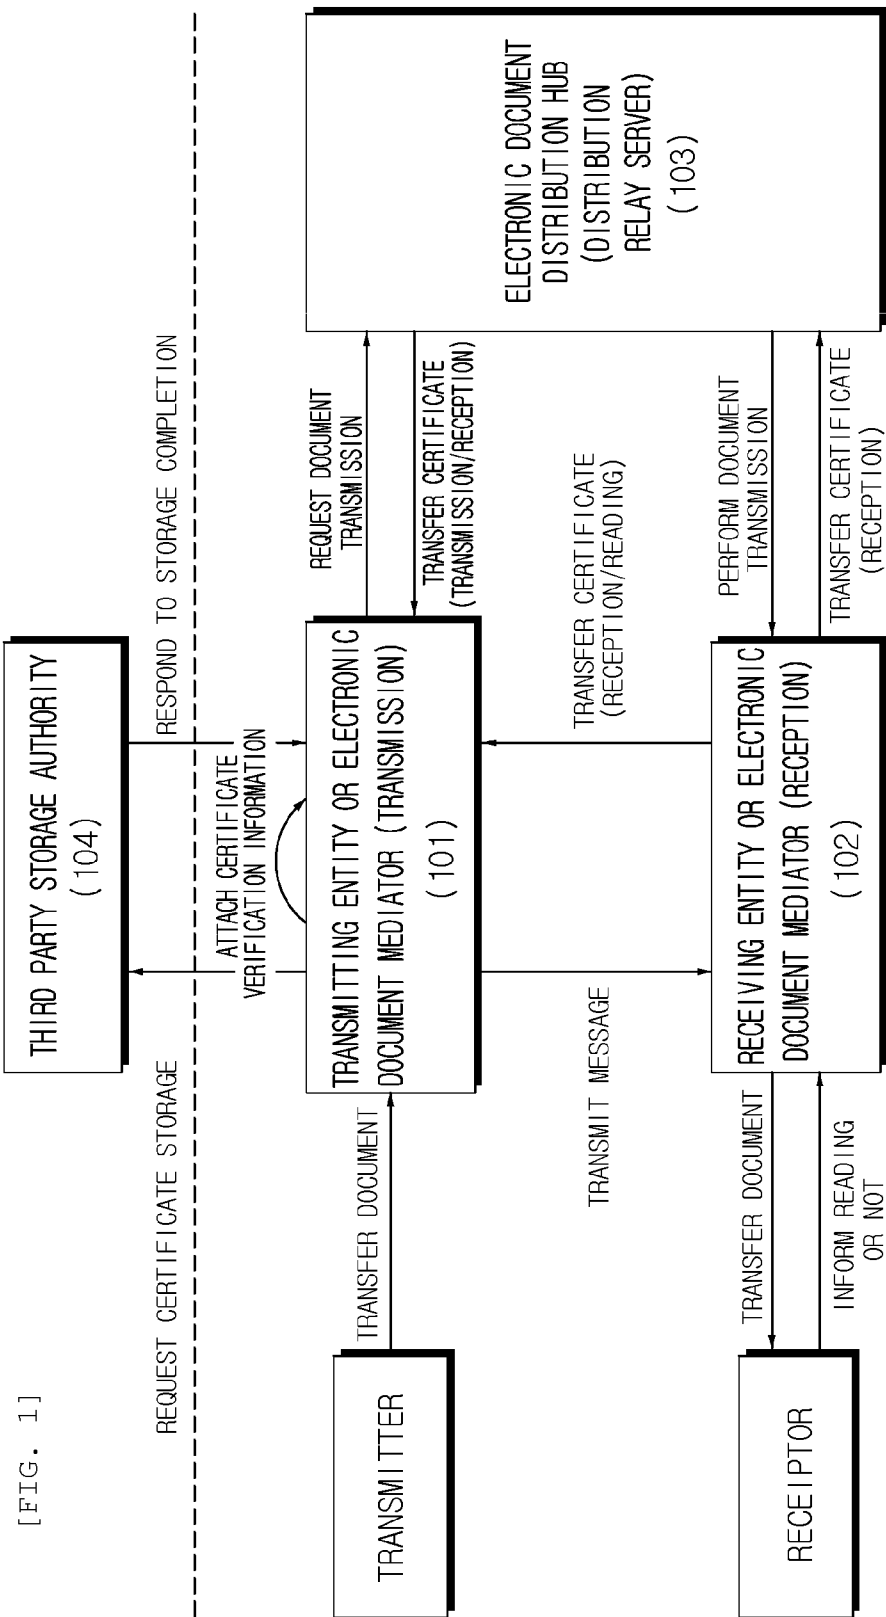 [FIG. 1]
THIRD PARTY STORAGE AUTHORITY
(104)
REQUEST CERTIFICATE STORAGE
RESPOND TO STORAGE COMPLETION
ATTACH CERTIFICATE
VERIFICATION INFORMATION
TRANSMITTER
TRANSFER DOCUMENT
TRANSMITTING ENTITY OR ELECTRONIC
DOCUMENT MEDIATOR (TRANSMISSION)
(101)
REQUEST DOCUMENT
TRANSMISSION
TRANSFER CERTIFICATE
(TRANSMISSION/RECEPTION)
ELECTRONIC DOCUMENT
DISTRIBUTION HUB
(DISTRIBUTION
RELAY SERVER)
(103)
TRANSMIT MESSAGE
TRANSFER CERTIFICATE
(RECEPTION/READING)
RECEIPTOR
TRANSFER DOCUMENT
INFORM READING
OR NOT
RECEIVING ENTITY OR ELECTRONIC
DOCUMENT MEDIATOR (RECEPTION)
(102)
PERFORM DOCUMENT
TRANSMISSION
TRANSFER CERTIFICATE
(RECEPTION)